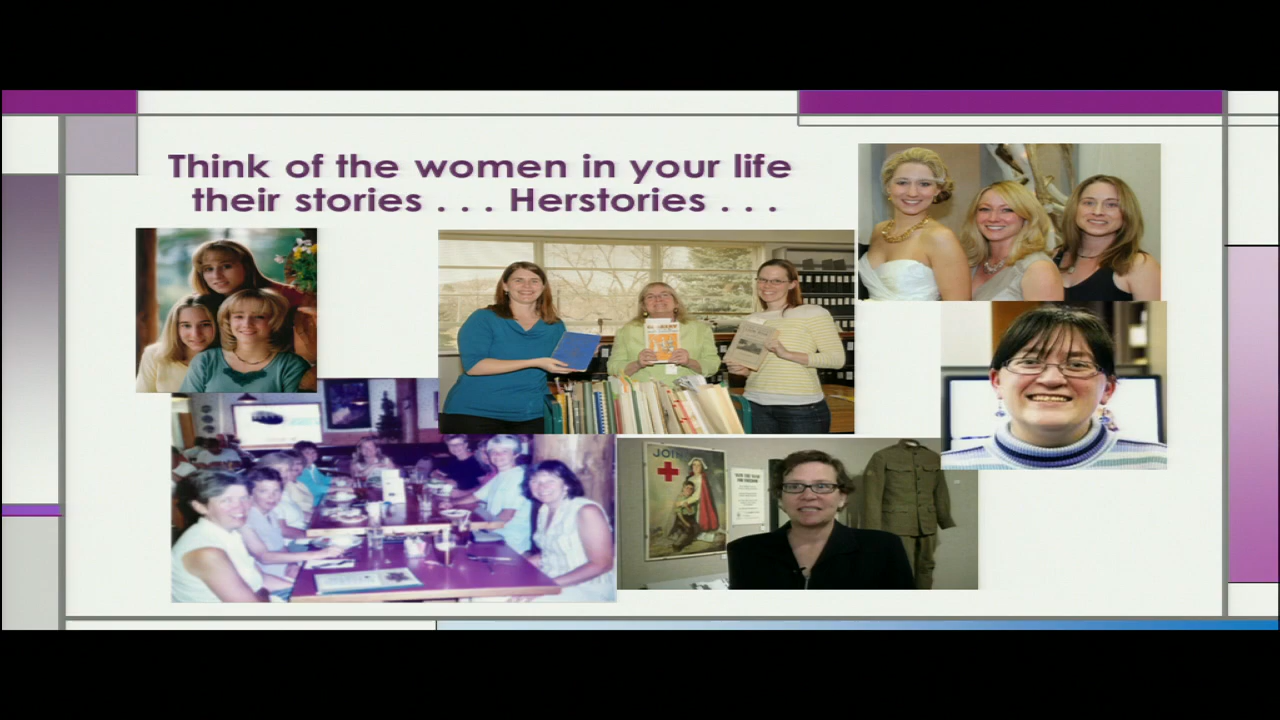 Think of the women in your life
their stories . . . Herstories . . .
JOIN